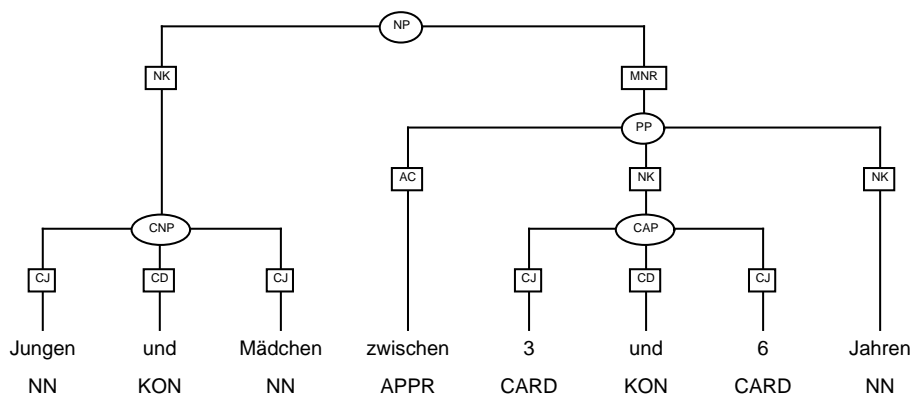 NP
NK MNR
PP
AC NK NK
CNP CAP
CJ CD CJ CJ CD CJ
Jungen und Mädchen zwischen 3 und 6 Jahren
NN KON NN APPR CARD KON CARD NN